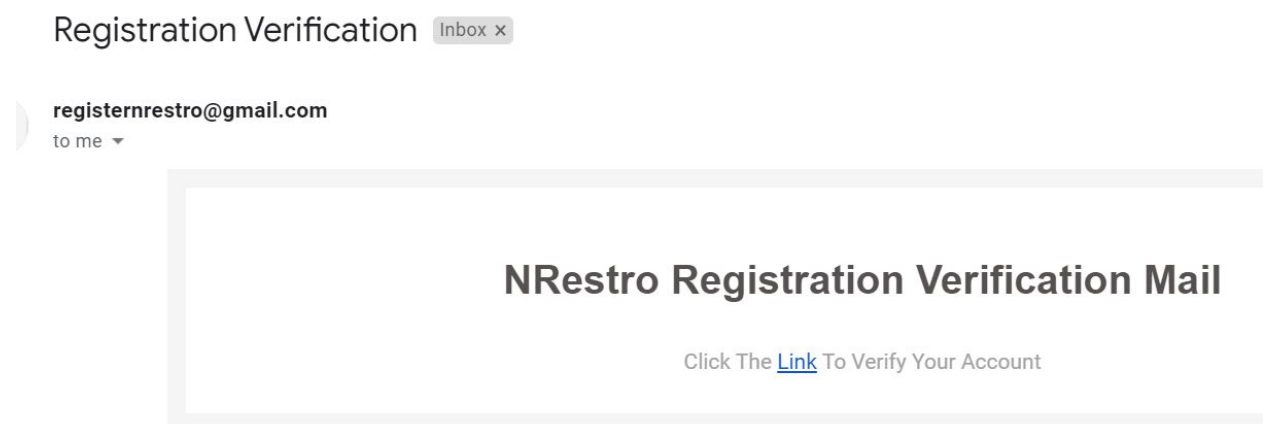 Registration Verification Inbox x
registernrestro@gmail.com
to me
NRestro Registration Verification Mail
Click The Link To Verify Your Account